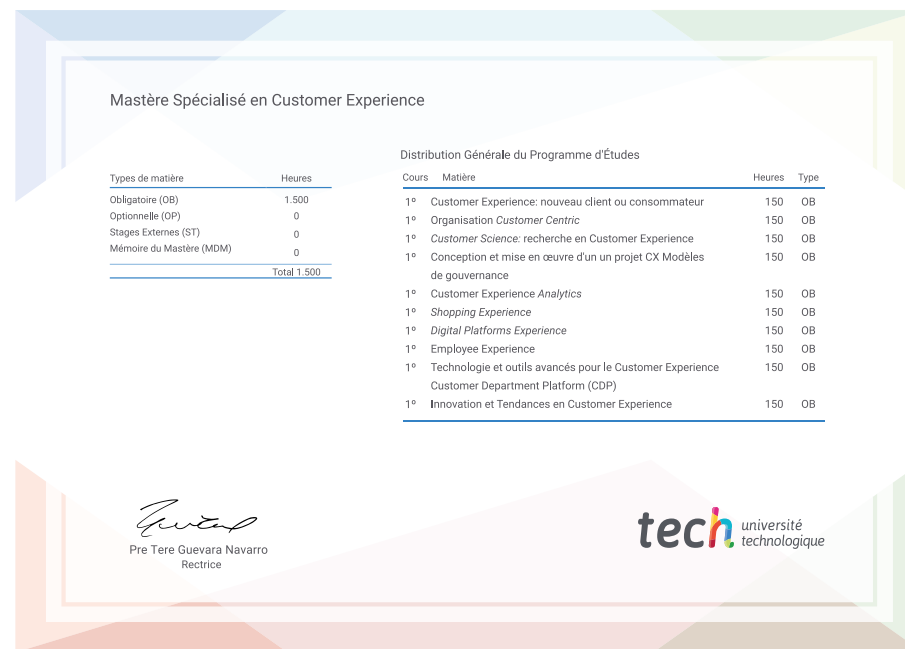 Mastère Spécialisé en Customer Experience
Types de matière Heures
Obligatoire (OB) 1.500
Optionnelle (OP) 0
Stages Externes (ST) 0
Mémoire du Mastère (MDM) 0
Total 1.500
Distribution Générale du Programme d'Études
Cours Matière Heures Type
1º Customer Experience: nouveau client ou consommateur 150 OB
1º Organisation Customer Centric 150 OB
1º Customer Science: recherche en Customer Experience 150 OB
1º Conception et mise en œuvre d'un un projet CX Modèles 150 OB
de gouvernance
1º Customer Experience Analytics 150 OB
1º Shopping Experience 150 OB
1º Digital Platforms Experience 150 OB
1º Employee Experience 150 OB
1º Technologie et outils avancés pour le Customer Experience 150 OB
Customer Department Platform (CDP)
1º Innovation et Tendances en Customer Experience 150 OB
Pre Tere Guevara Navarro
Rectrice
tech université
technologique